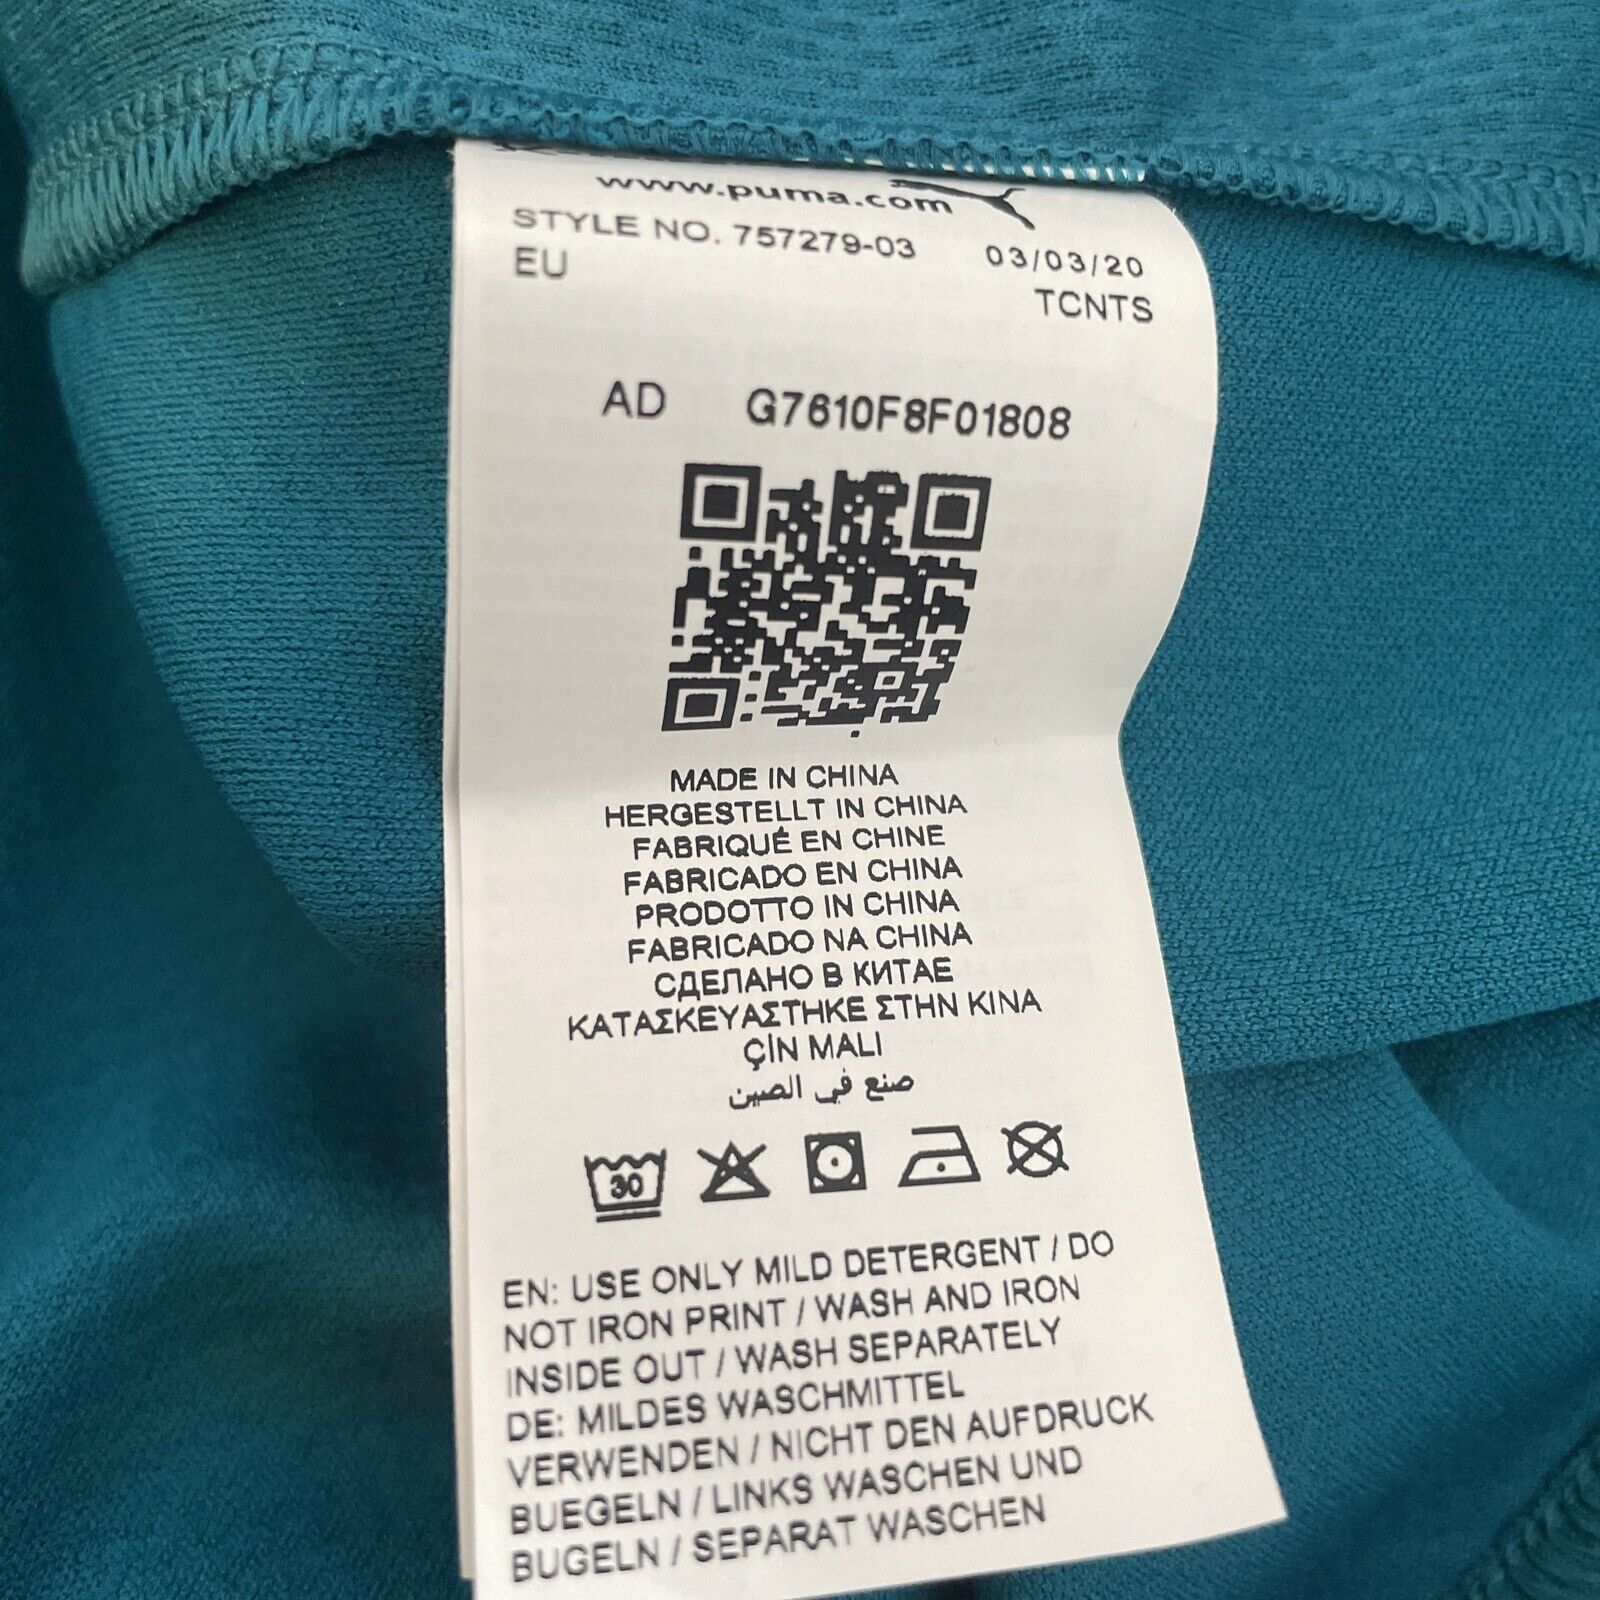 www.puma.com
STYLE NO. 757279-03 03/03/20
EU TCNTS
AD G7610F8F01808
MADE IN CHINA
HERGESTELLT IN CHINA
FABRIQUÉ EN CHINE
FABRICADO EN CHINA
PRODOTTO IN CHINA
FABRICADO NA CHINA
СДЕЛАНО В КИТАЕ
ΚΑΤΑΣΚΕΥΑΣΤΗΚΕ ΣΤΗΝ ΚΙΝΑ
ÇİN MALI
صنع في الصين
30
EN: USE ONLY MILD DETERGENT / DO
NOT IRON PRINT / WASH AND IRON
INSIDE OUT / WASH SEPARATELY
DE: MILDES WASCHMITTEL
VERWENDEN / NICHT DEN AUFDRUCK
BUEGELN / LINKS WASCHEN UND
BUGELN / SEPARAT WASCHEN